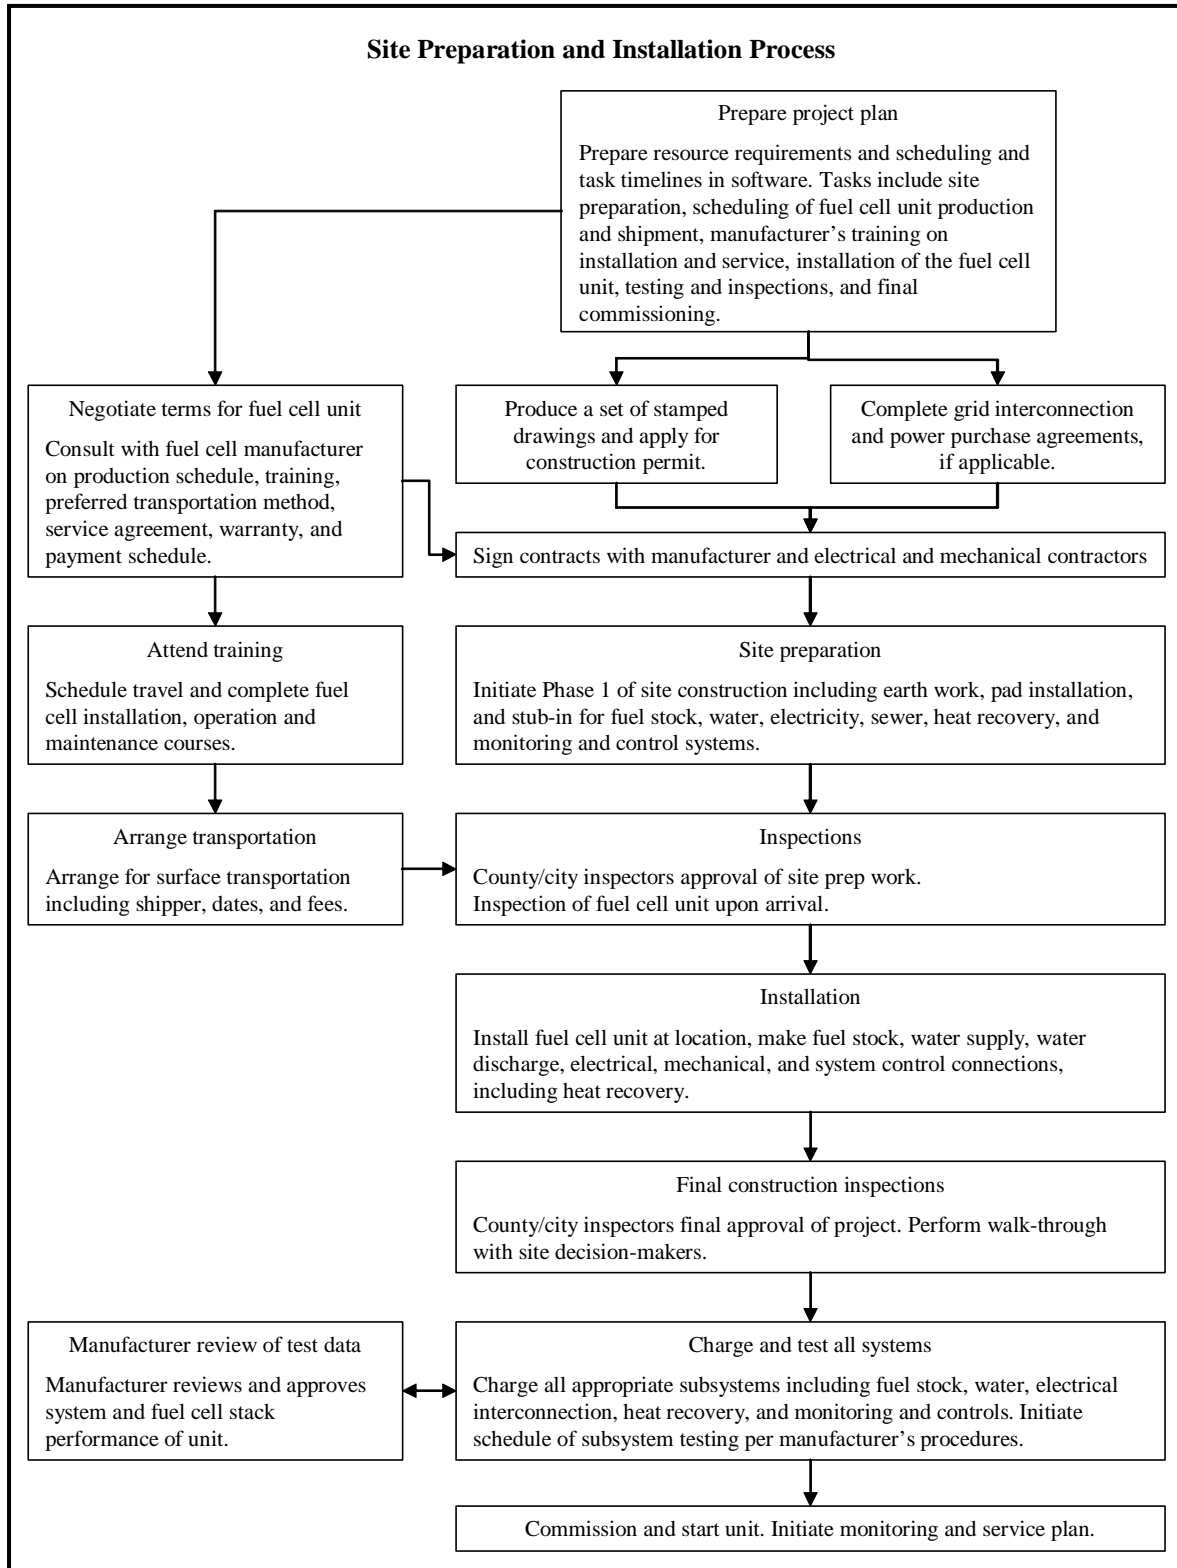 Site Preparation and Installation Process
Prepare project plan
Prepare resource requirements and scheduling and
task timelines in software. Tasks include site
preparation, scheduling of fuel cell unit production
and shipment, manufacturer’s training on
installation and service, installation of the fuel cell
unit, testing and inspections, and final
commissioning.
Negotiate terms for fuel cell unit
Consult with fuel cell manufacturer
on production schedule, training,
preferred transportation method,
service agreement, warranty, and
payment schedule.
Produce a set of stamped
drawings and apply for
construction permit.
Complete grid interconnection
and power purchase agreements,
if applicable.
Sign contracts with manufacturer and electrical and mechanical contractors
Attend training
Schedule travel and complete fuel
cell installation, operation and
maintenance courses.
Site preparation
Initiate Phase 1 of site construction including earth work, pad installation,
and stub-in for fuel stock, water, electricity, sewer, heat recovery, and
monitoring and control systems.
Arrange transportation
Arrange for surface transportation
including shipper, dates, and fees.
Inspections
County/city inspectors approval of site prep work.
Inspection of fuel cell unit upon arrival.
Installation
Install fuel cell unit at location, make fuel stock, water supply, water
discharge, electrical, mechanical, and system control connections,
including heat recovery.
Final construction inspections
County/city inspectors final approval of project. Perform walk-through
with site decision-makers.
Manufacturer review of test data
Manufacturer reviews and approves
system and fuel cell stack
performance of unit.
Charge and test all systems
Charge all appropriate subsystems including fuel stock, water, electrical
interconnection, heat recovery, and monitoring and controls. Initiate
schedule of subsystem testing per manufacturer’s procedures.
Commission and start unit. Initiate monitoring and service plan.